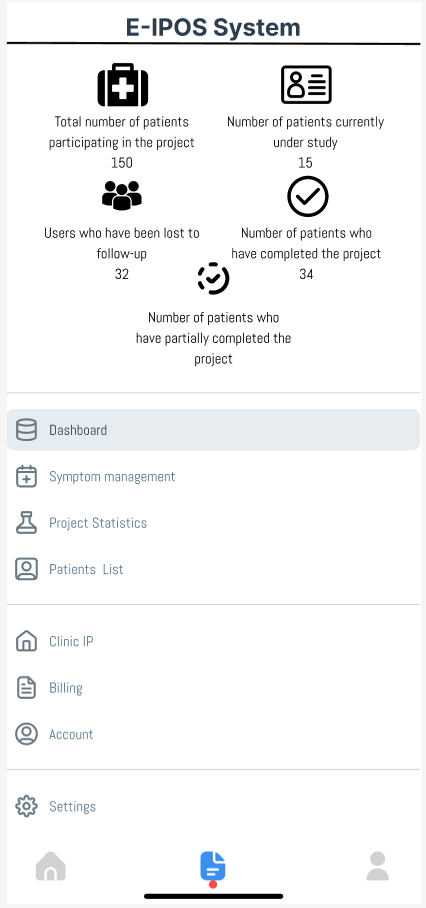 E-IPOS System
Total number of patients
participating in the project
150
Number of patients currently
under study
15
Users who have been lost to
follow-up
32
Number of patients who
have completed the project
34
Number of patients who
have partially completed the
project
Dashboard
Symptom management
Project Statistics
Patients List
Clinic IP
Billing
Account
Settings